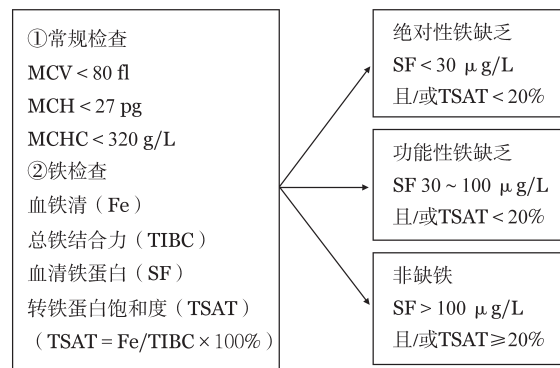 ①常规检查
MCV<80 fl
MCH<27 pg
MCHC<320 g/L
②铁检查
血铁清（Fe）
总铁结合力（TIBC）
血清铁蛋白（SF）
转铁蛋白饱和度（TSAT）
（TSAT=Fe/TIBC×100%）
绝对性铁缺乏
SF<30 μg/L
且/或TSAT<20%
功能性铁缺乏
SF 30~100 μg/L
且/或TSAT<20%
非缺铁
SF>100 μg/L
且/或TSAT≥20%